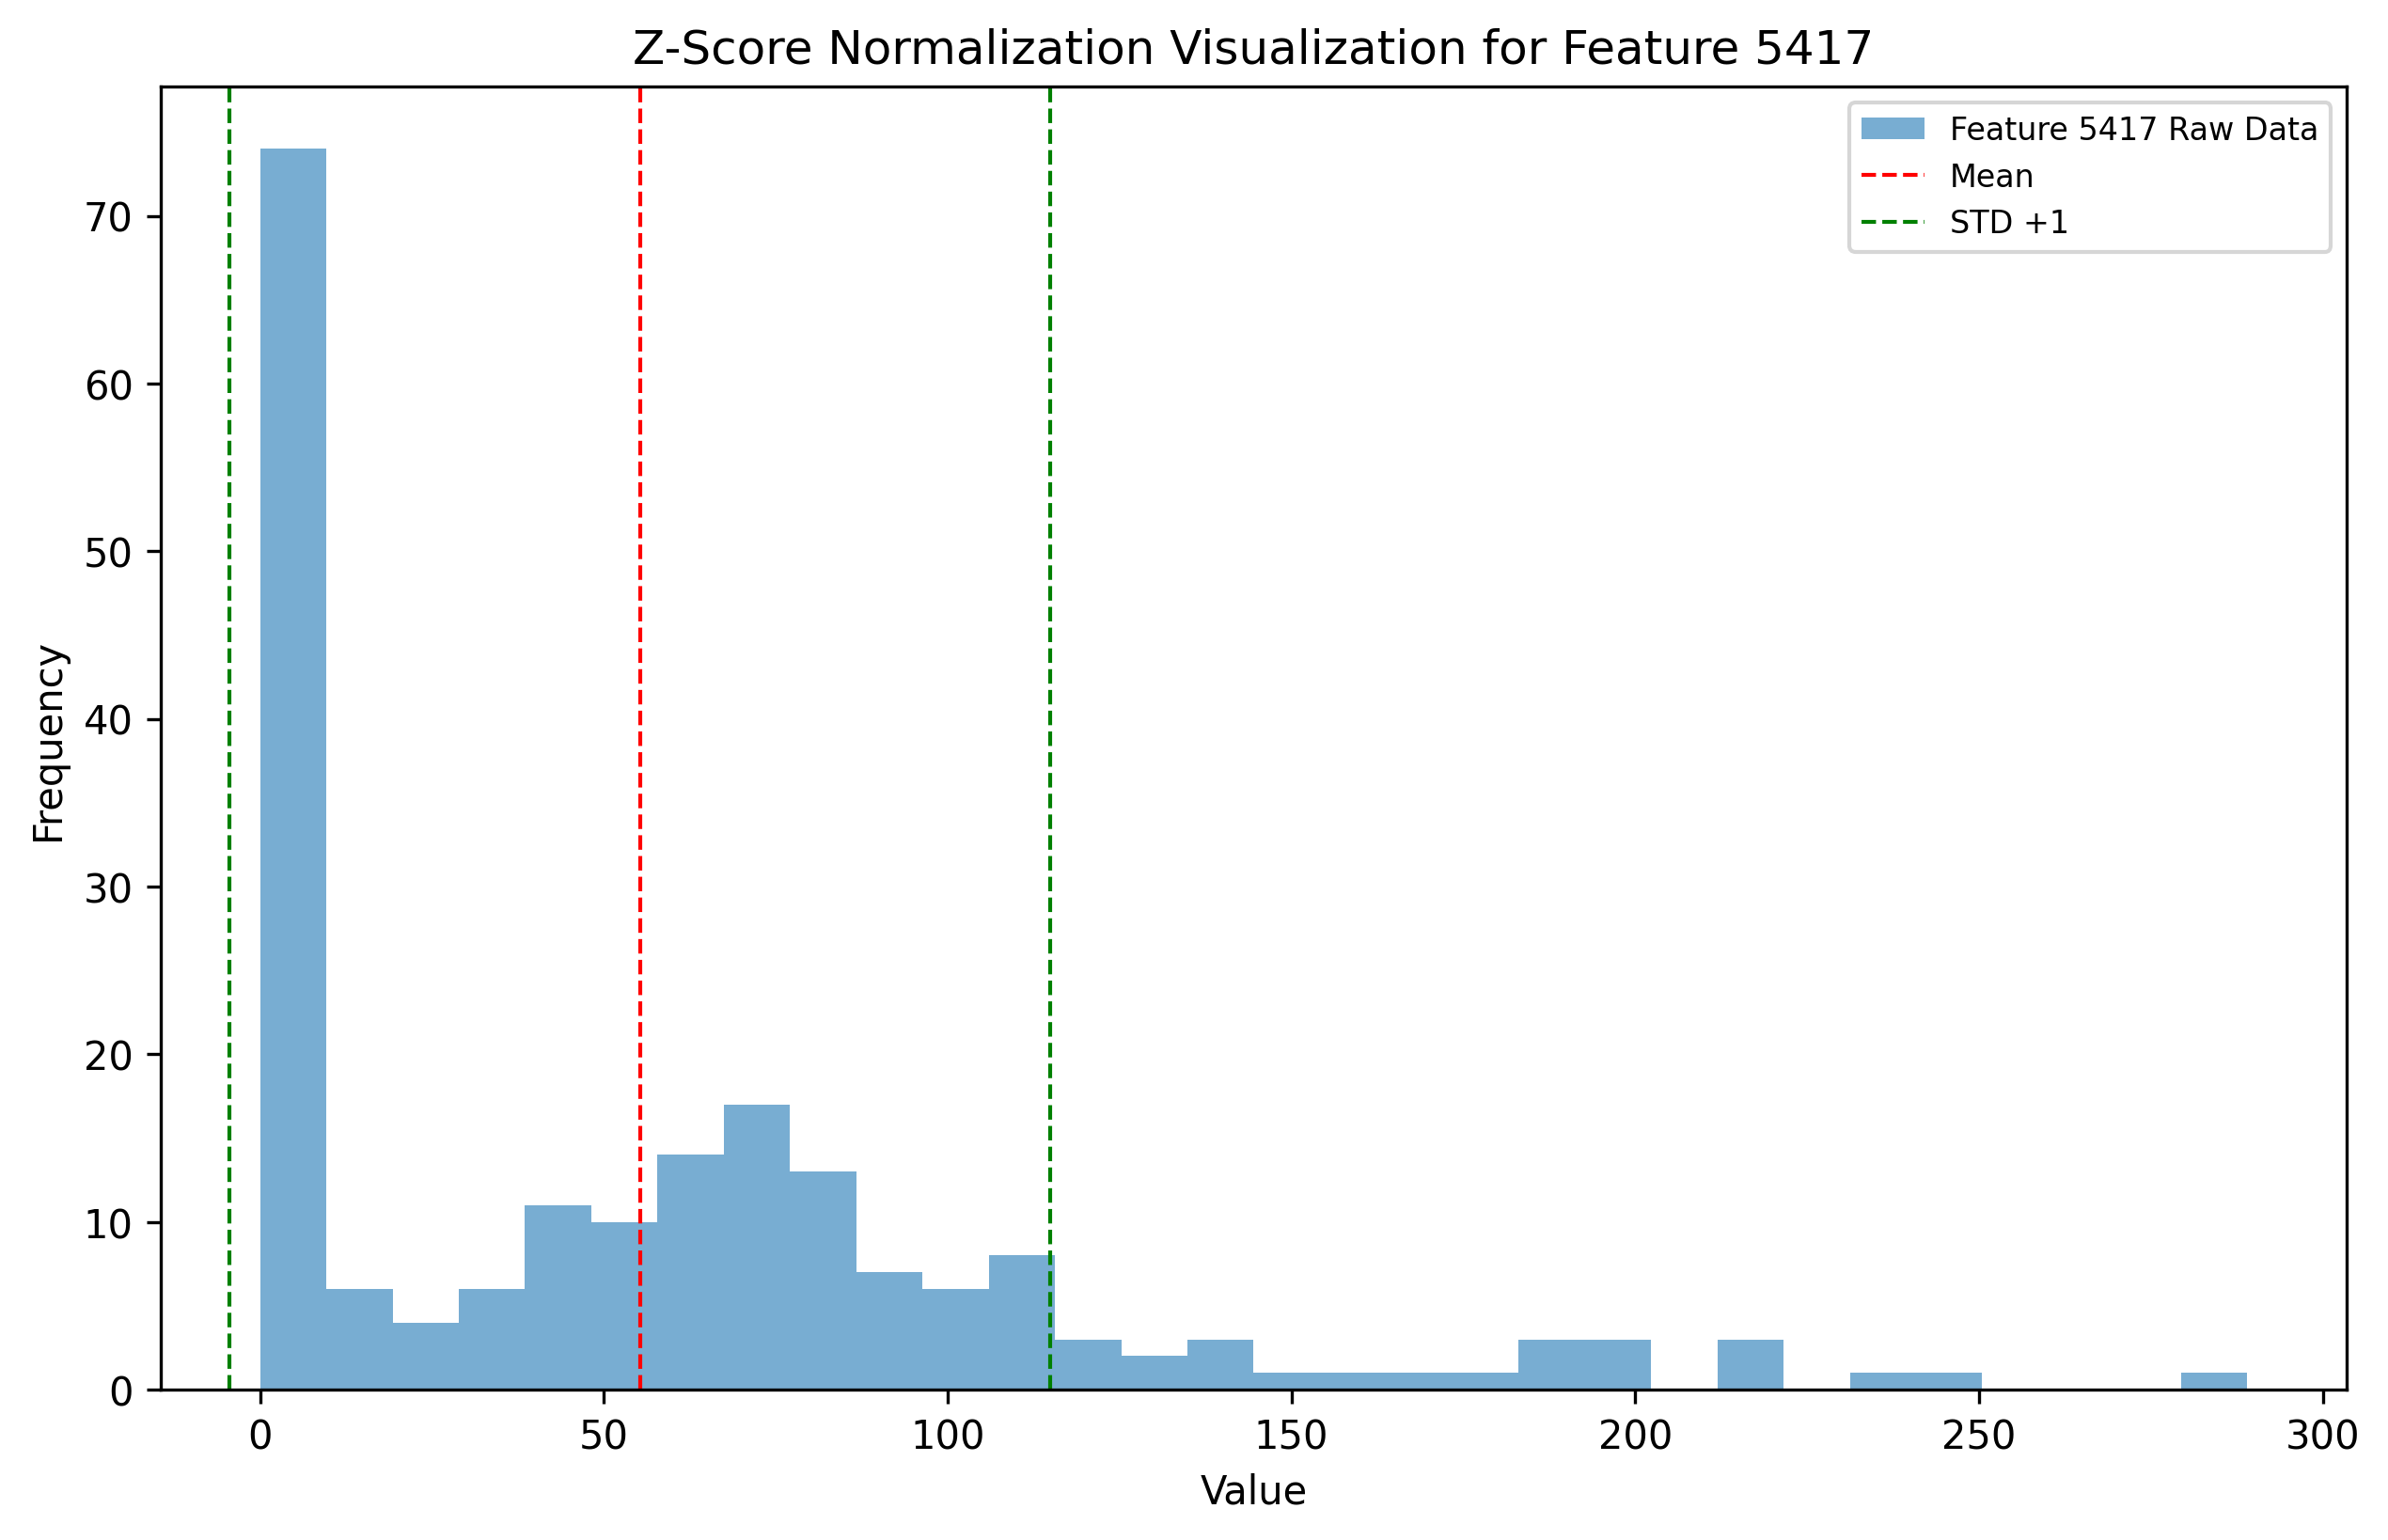 Z-Score Normalization Visualization for Feature 5417
Feature 5417 Raw Data
Mean
STD +1
70
60
50
40
30
20
10
0
Frequency
0 50 100 150 200 250 300
Value